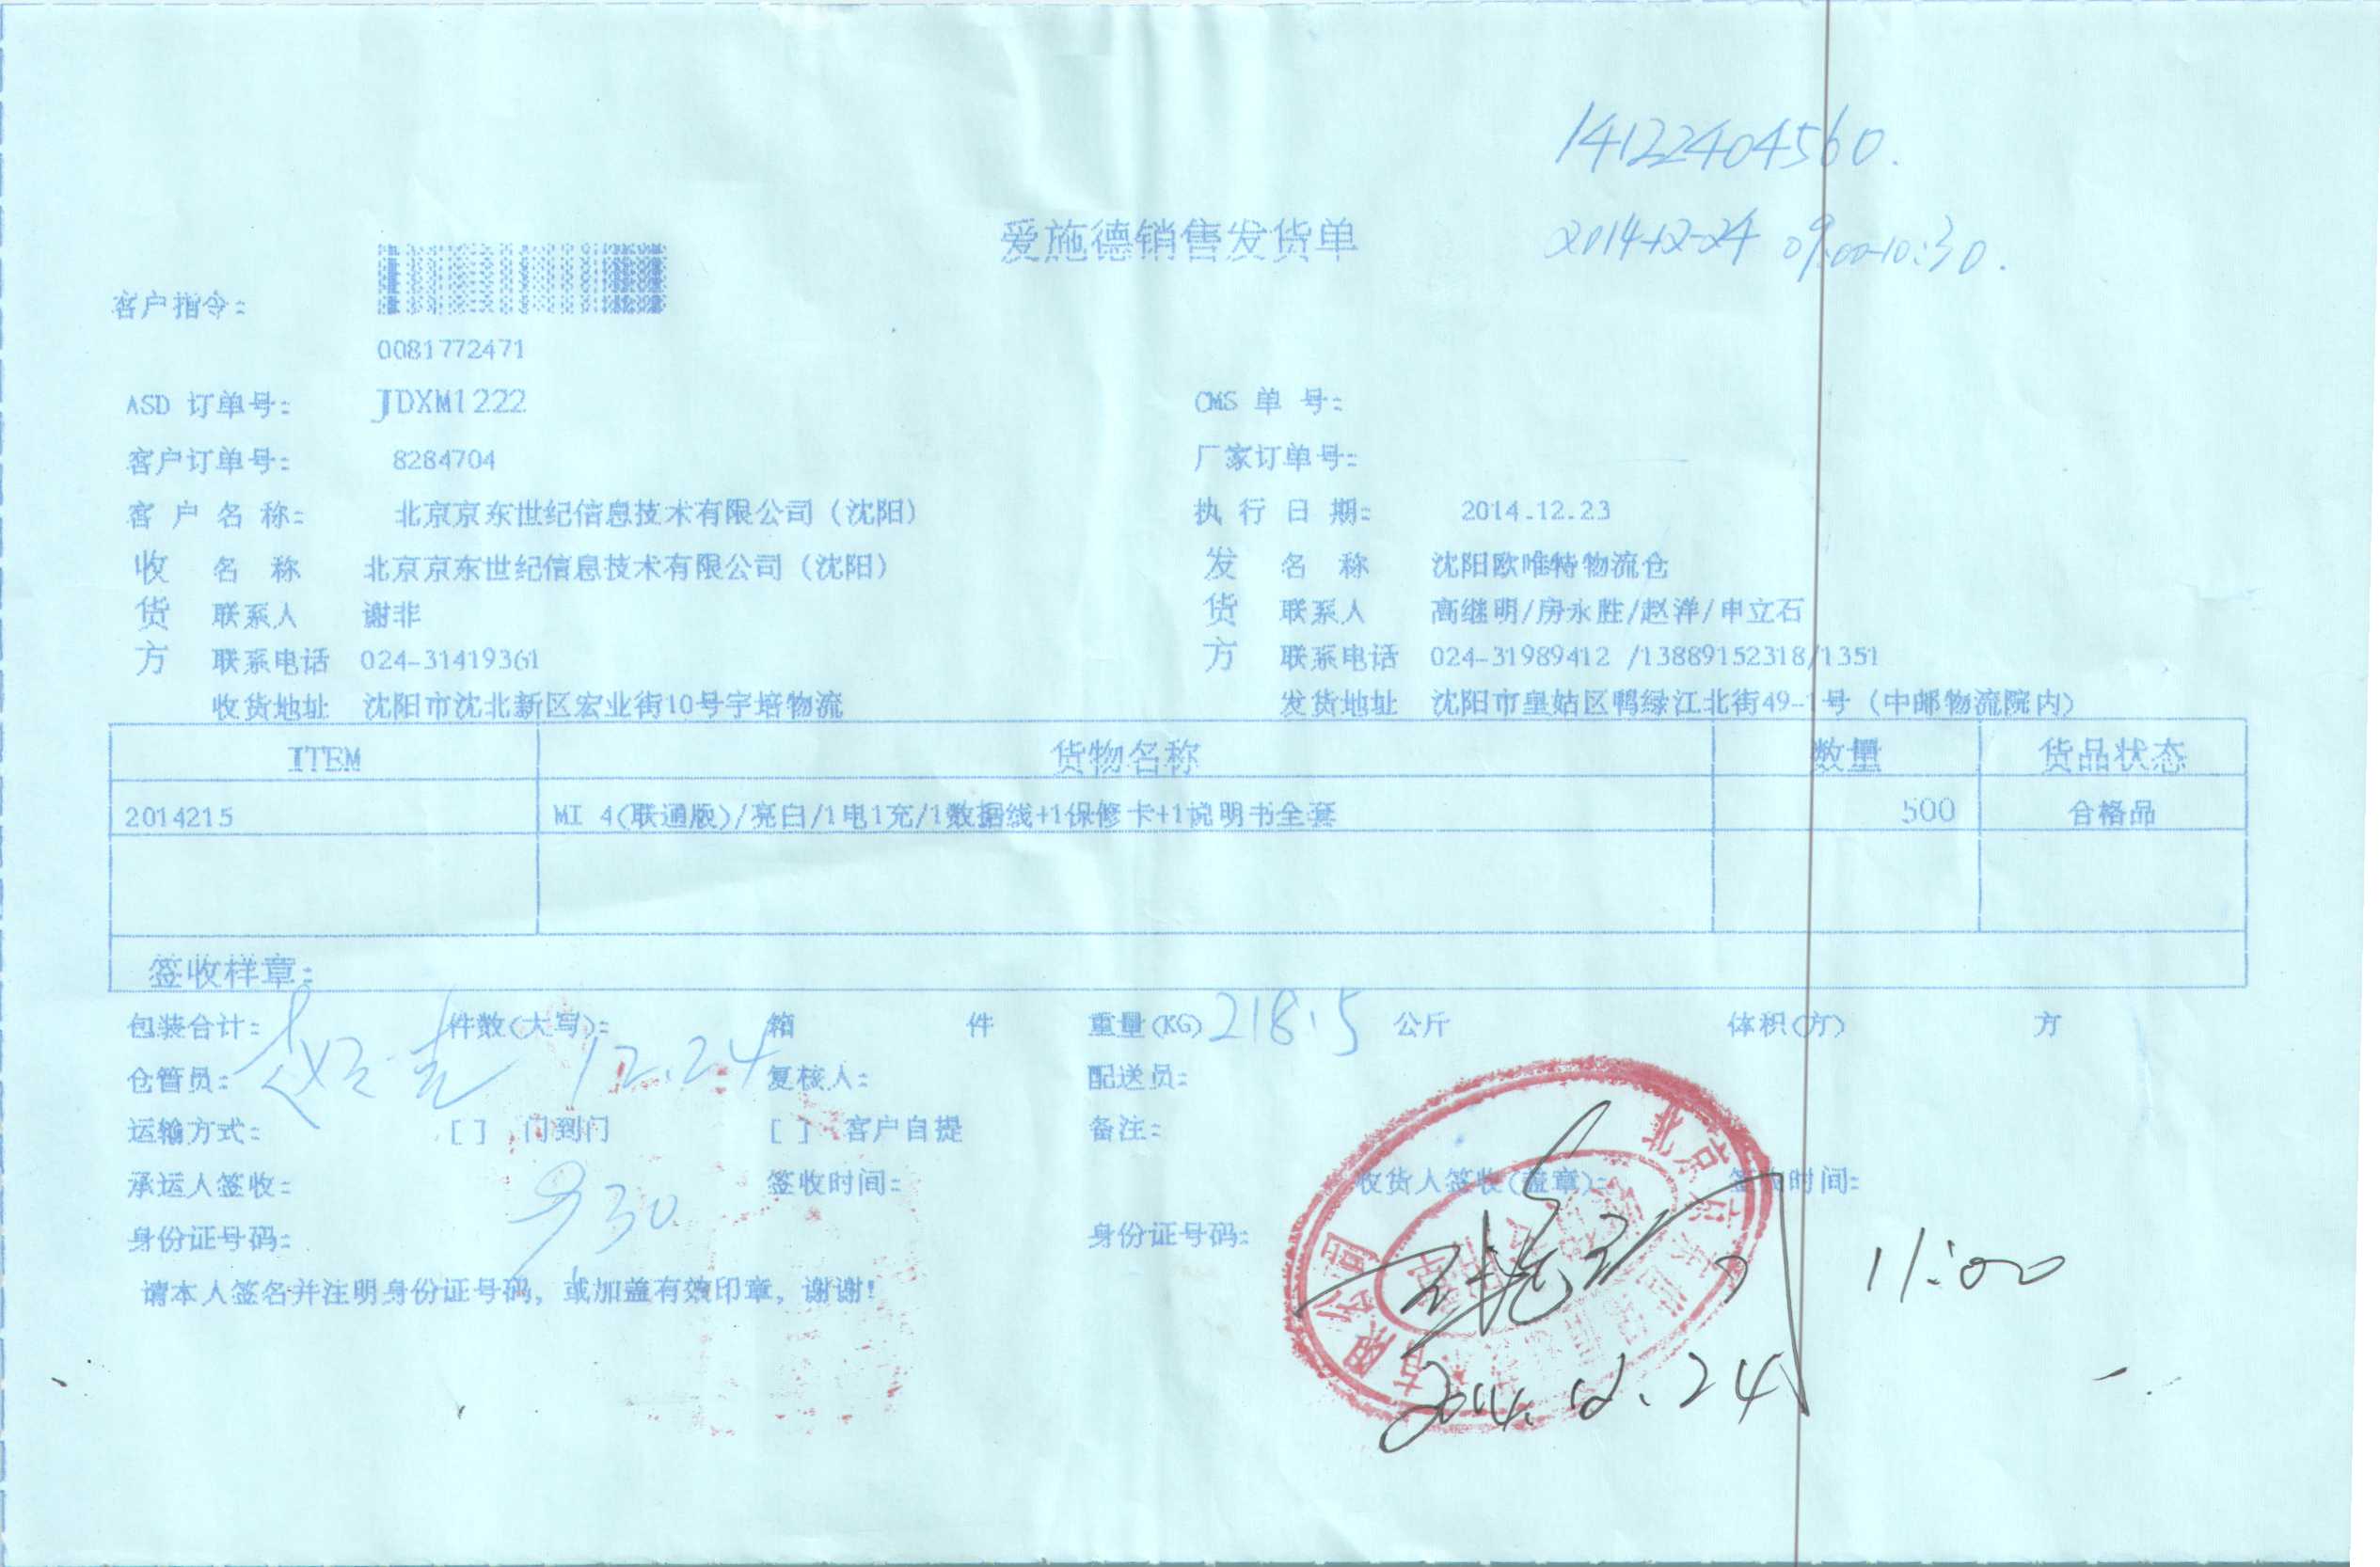 14122404560.
爱施德销售发货单
2014-12-24 09:00-10:30.
客户指令:
0081772471
ASD 订单号: JDXM1222 CMS 单 号:
客户订单号: 8284704 厂家订单号:
客 户 名 称: 北京京东世纪信息技术有限公司（沈阳） 执 行 日 期: 2014.12.23
收 名 称 北京京东世纪信息技术有限公司（沈阳） 发 名 称 沈阳欧唯特物流仓
货 联系人 谢非 货 联系人 高继明/房永胜/赵洋/申立石
方 联系电话 024-31419361 方 联系电话 024-31989412 /13889152318/1351
收货地址 沈阳市沈北新区宏业街10号宇培物流 发货地址 沈阳市皇姑区鸭绿江北街49-1号（中邮物流院内）
ITEM 货物名称 数量 货品状态
2014215 MI 4(联通版)/亮白/1电1充/1数据线+1保修卡+1说明书全套 500 合格品
签收样章:
包装合计: 件数(大写): 箱 件 重量(KG) 218.5 公斤 体积(方) 方
仓管员: 12.24 复核人: 配送员:
运输方式: [ ] 门到门 [ ] 客户自提 备注:
承运人签收: 签收时间: 收货人签收(盖章): 签收时间:
930
身份证号码: 身份证号码: 11:00
请本人签名并注明身份证号码, 或加盖有效印章, 谢谢!
2014.12.24